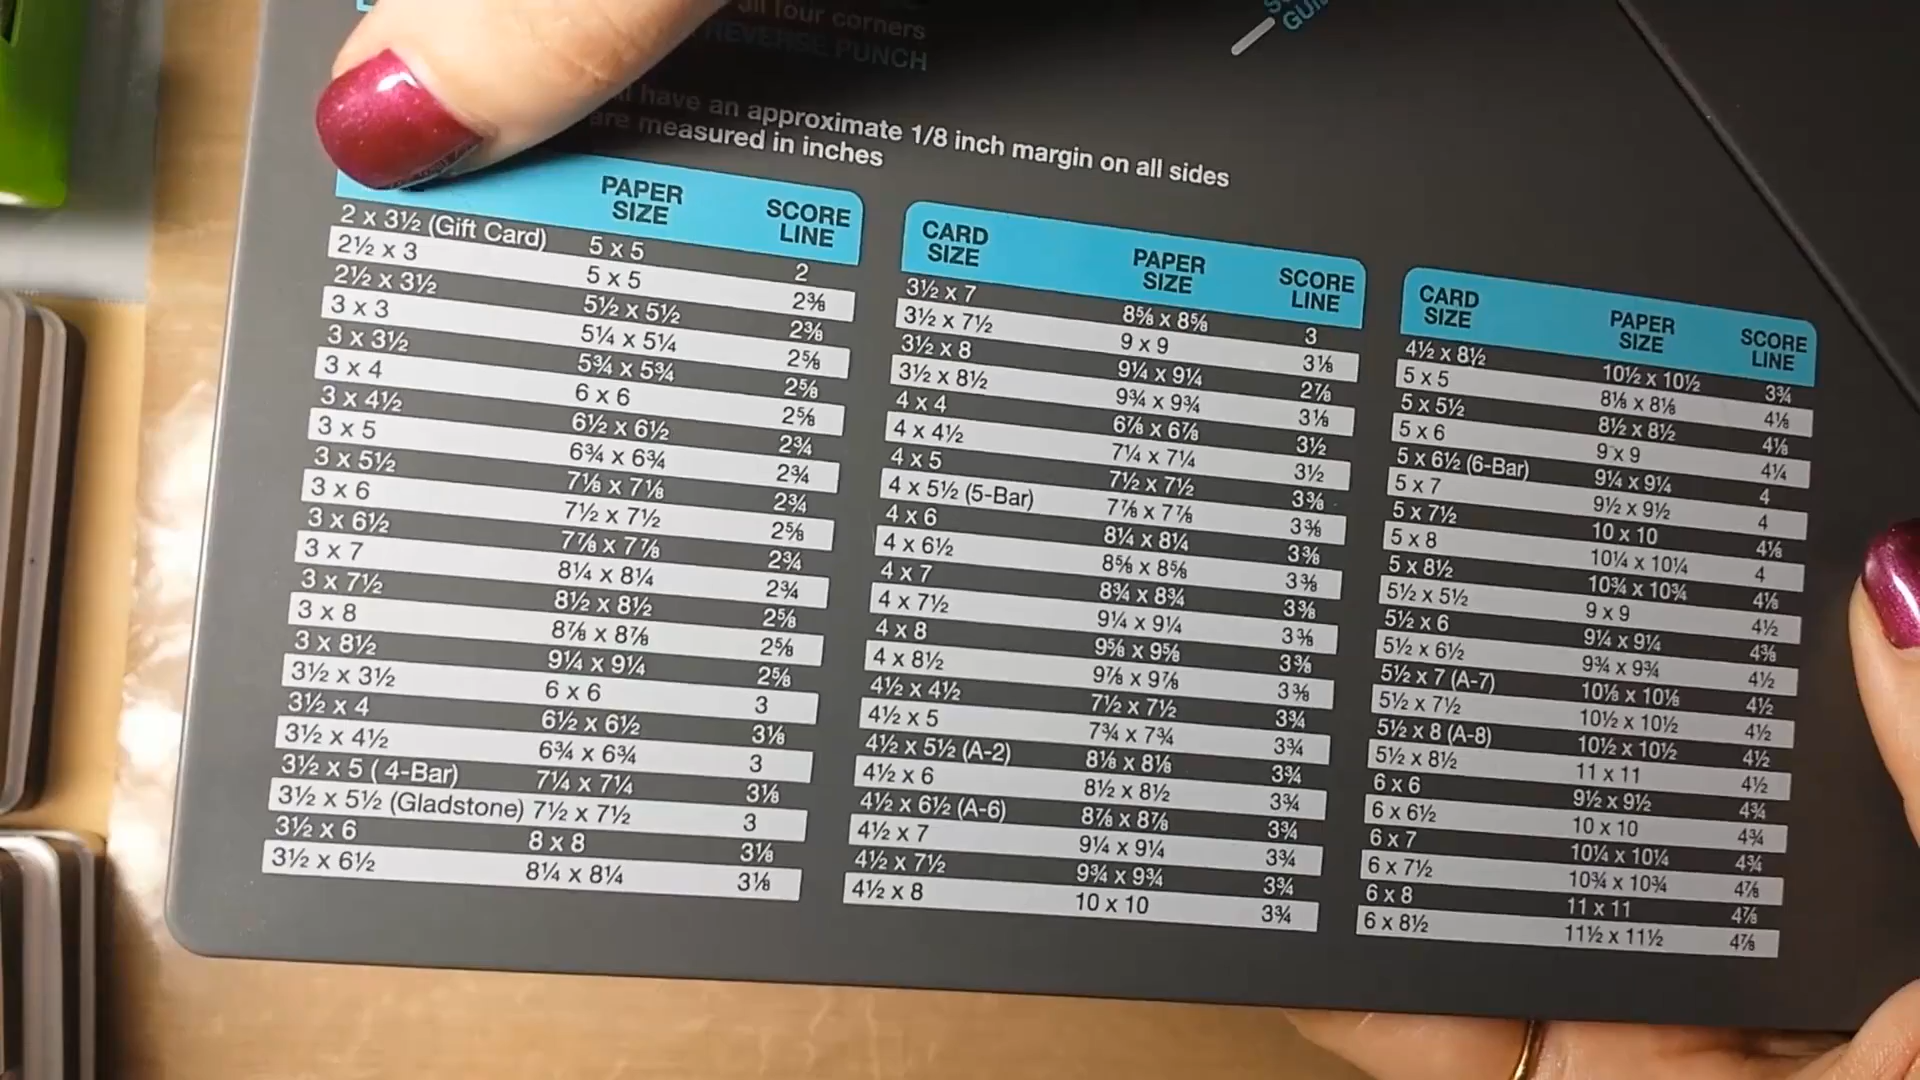 all four corners
REVERSE PUNCH
have an approximate 1/8 inch margin on all sides
are measured in inches
PAPER SIZE SCORE LINE
2 x 3½ (Gift Card) 5 x 5 2
2½ x 3 5 x 5 2⅜
2½ x 3½ 5½ x 5½ 2⅜
3 x 3 5¼ x 5¼ 2⅝
3 x 3½ 5¾ x 5¾ 2⅝
3 x 4 6 x 6 2⅝
3 x 4½ 6½ x 6½ 2¾
3 x 5 6¾ x 6¾ 2¾
3 x 5½ 7⅛ x 7⅛ 2¾
3 x 6 7½ x 7½ 2⅝
3 x 6½ 7⅞ x 7⅞ 2¾
3 x 7 8¼ x 8¼ 2¾
3 x 7½ 8½ x 8½ 2⅝
3 x 8 8⅞ x 8⅞ 2⅝
3 x 8½ 9¼ x 9¼ 2⅝
3½ x 3½ 6 x 6 3
3½ x 4 6½ x 6½ 3⅛
3½ x 4½ 6¾ x 6¾ 3
3½ x 5 ( 4-Bar) 7¼ x 7¼ 3⅛
3½ x 5½ (Gladstone) 7½ x 7½ 3
3½ x 6 8 x 8 3⅛
3½ x 6½ 8¼ x 8¼ 3⅛
CARD SIZE PAPER SIZE SCORE LINE
3½ x 7 8⅝ x 8⅝ 3
3½ x 7½ 9 x 9 3⅛
3½ x 8 9¼ x 9¼ 2⅞
3½ x 8½ 9¾ x 9¾ 3⅛
4 x 4 6⅞ x 6⅞ 3½
4 x 4½ 7¼ x 7¼ 3½
4 x 5 7½ x 7½ 3⅜
4 x 5½ (5-Bar) 7⅞ x 7⅞ 3⅜
4 x 6 8¼ x 8¼ 3⅜
4 x 6½ 8⅝ x 8⅝ 3⅜
4 x 7 8¾ x 8¾ 3⅜
4 x 7½ 9¼ x 9¼ 3⅜
4 x 8 9⅝ x 9⅝ 3⅜
4 x 8½ 9⅞ x 9⅞ 3⅜
4½ x 4½ 7½ x 7½ 3¾
4½ x 5 7¾ x 7¾ 3¾
4½ x 5½ (A-2) 8⅛ x 8⅛ 3¾
4½ x 6 8½ x 8½ 3¾
4½ x 6½ (A-6) 8⅞ x 8⅞ 3¾
4½ x 7 9¼ x 9¼ 3¾
4½ x 7½ 9¾ x 9¾ 3¾
4½ x 8 10 x 10 3¾
CARD SIZE PAPER SIZE SCORE LINE
4½ x 8½ 10½ x 10½ 3¾
5 x 5 8⅛ x 8⅛ 4⅛
5 x 5½ 8½ x 8½ 4⅛
5 x 6 9 x 9 4¼
5 x 6½ (6-Bar) 9¼ x 9¼ 4
5 x 7 9½ x 9½ 4
5 x 7½ 10 x 10 4⅛
5 x 8 10¼ x 10¼ 4
5 x 8½ 10¾ x 10¾ 4⅛
5½ x 5½ 9 x 9 4½
5½ x 6 9¼ x 9¼ 4⅜
5½ x 6½ 9¾ x 9¾ 4½
5½ x 7 (A-7) 10⅛ x 10⅛ 4½
5½ x 7½ 10½ x 10½ 4½
5½ x 8 (A-8) 10½ x 10½ 4½
5½ x 8½ 11 x 11 4½
6 x 6 9½ x 9½ 4¾
6 x 6½ 10 x 10 4¾
6 x 7 10¼ x 10¼ 4¾
6 x 7½ 10¾ x 10¾ 4⅞
6 x 8 11 x 11 4⅞
6 x 8½ 11½ x 11½ 4⅞